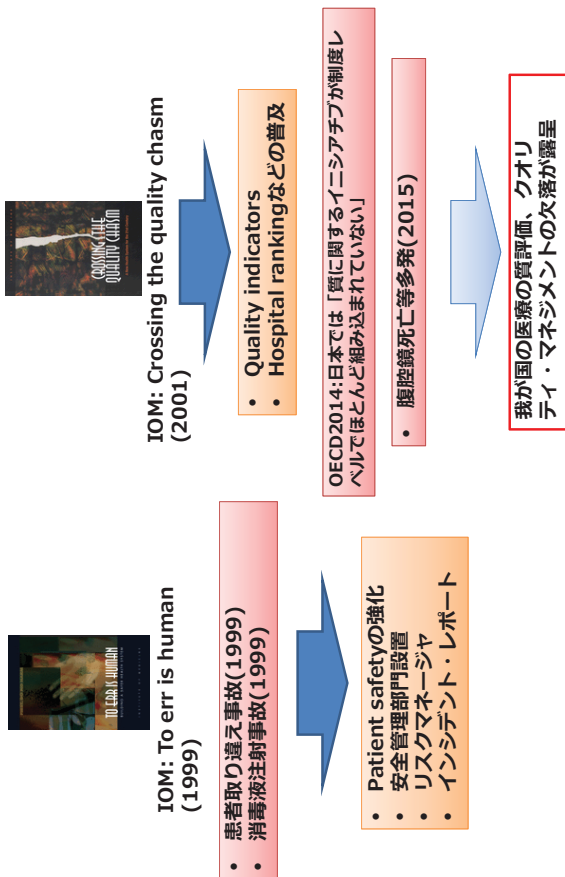 TO ERR IS HUMAN
IOM: To err is human
(1999)
• 患者取り違え事故(1999)
• 消毒液注射事故(1999)
• Patient safetyの強化
• 安全管理部門設置
• リスクマネージャ
• インシデント・レポート
CROSSING THE
QUALITY CHASM
IOM: Crossing the quality chasm
(2001)
• Quality indicators
• Hospital rankingなどの普及
OECD2014:日本では「質に関するイニシアチブが制度レ
ベルでほとんど組み込まれていない」
• 腹腔鏡死亡等多発(2015)
我が国の医療の質評価、クオリ
ティ・マネジメントの欠落が露呈